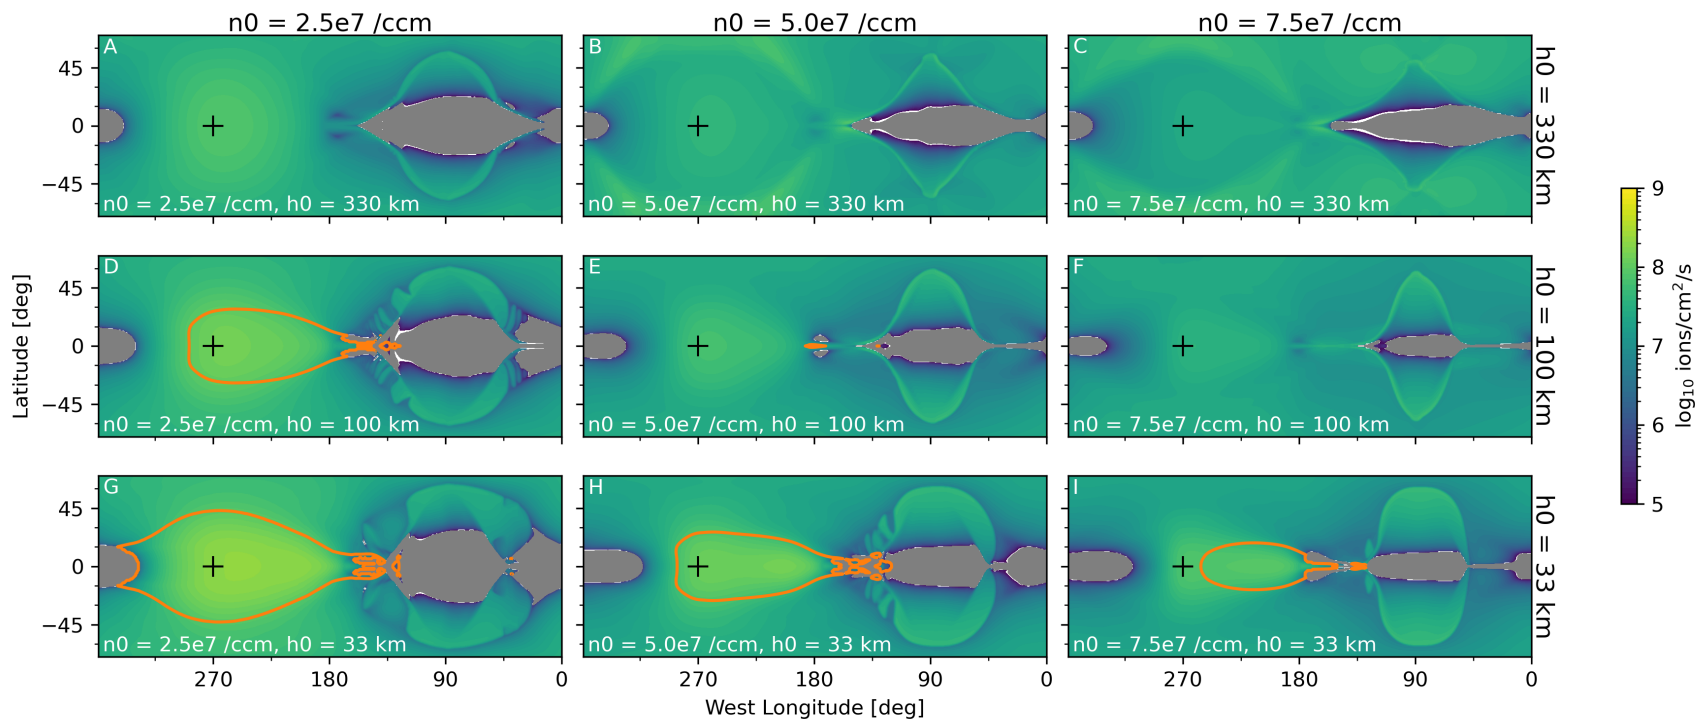 n0 = 2.5e7 /ccm
n0 = 5.0e7 /ccm
n0 = 7.5e7 /ccm
A
B
C
45
0
−45
n0 = 2.5e7 /ccm, h0 = 330 km
n0 = 5.0e7 /ccm, h0 = 330 km
n0 = 7.5e7 /ccm, h0 = 330 km
h0 = 330 km
D
E
F
45
0
−45
n0 = 2.5e7 /ccm, h0 = 100 km
n0 = 5.0e7 /ccm, h0 = 100 km
n0 = 7.5e7 /ccm, h0 = 100 km
h0 = 100 km
Latitude [deg]
G
H
I
45
0
−45
n0 = 2.5e7 /ccm, h0 = 33 km
n0 = 5.0e7 /ccm, h0 = 33 km
n0 = 7.5e7 /ccm, h0 = 33 km
h0 = 33 km
270 180 90 0
270 180 90 0
270 180 90 0
West Longitude [deg]
9
8
7
6
5
log₁₀ ions/cm²/s